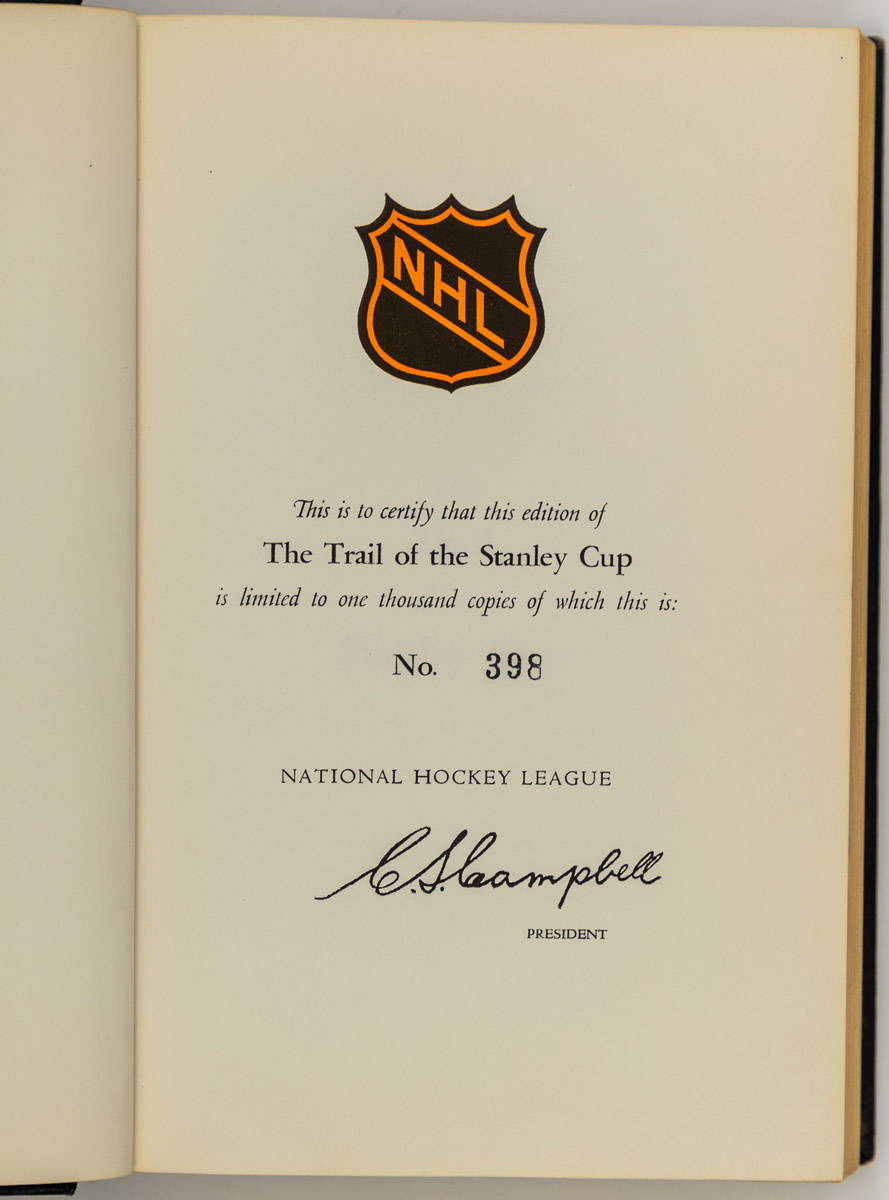 NHL
This is to certify that this edition of
The Trail of the Stanley Cup
is limited to one thousand copies of which this is:
No. 398
NATIONAL HOCKEY LEAGUE
C.S.Campbell
PRESIDENT